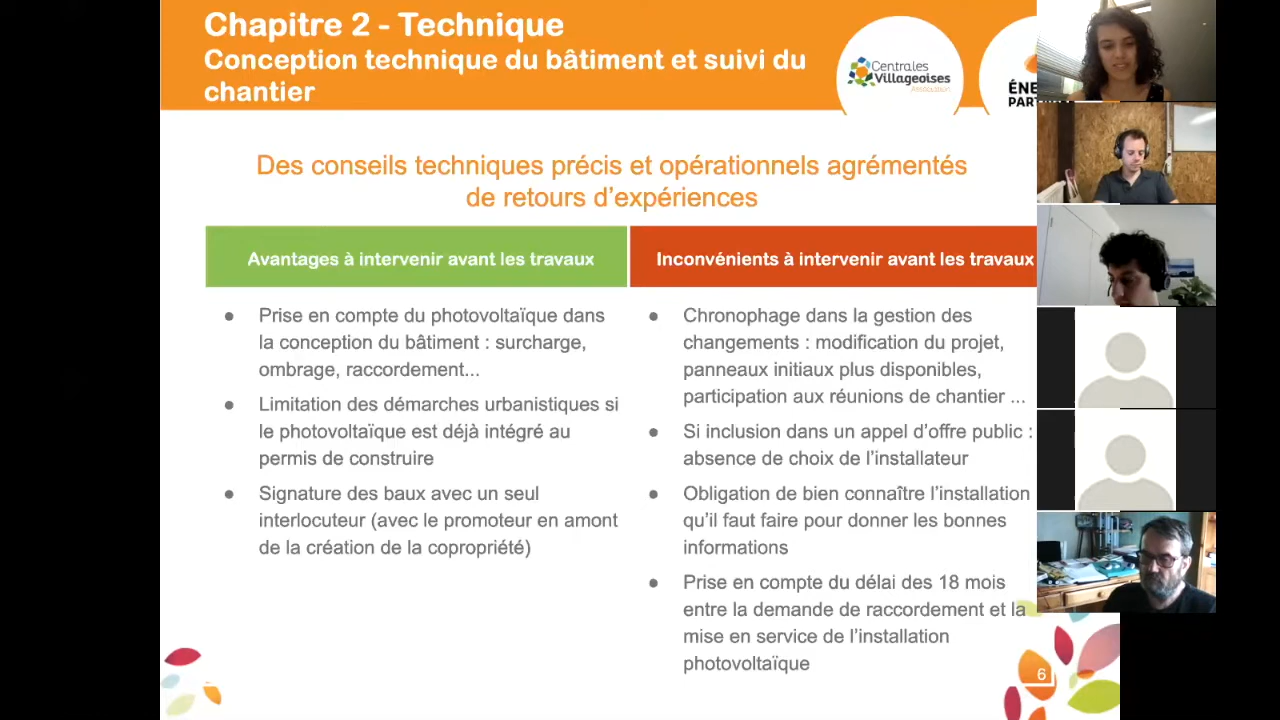 Chapitre 2 - Technique
Conception technique du bâtiment et suivi du
chantier
Centrales
Villageoises
Association
Des conseils techniques précis et opérationnels agrémentés
de retours d'expériences
Avantages à intervenir avant les travaux
● Prise en compte du photovoltaïque dans
la conception du bâtiment : surcharge,
ombrage, raccordement...
● Limitation des démarches urbanistiques si
le photovoltaïque est déjà intégré au
permis de construire
● Signature des baux avec un seul
interlocuteur (avec le promoteur en amont
de la création de la copropriété)
Inconvénients à intervenir avant les travaux
● Chronophage dans la gestion des
changements : modification du projet,
panneaux initiaux plus disponibles,
participation aux réunions de chantier ...
● Si inclusion dans un appel d'offre public :
absence de choix de l'installateur
● Obligation de bien connaître l'installation
qu'il faut faire pour donner les bonnes
informations
● Prise en compte du délai des 18 mois
entre la demande de raccordement et la
mise en service de l'installation
photovoltaïque
6